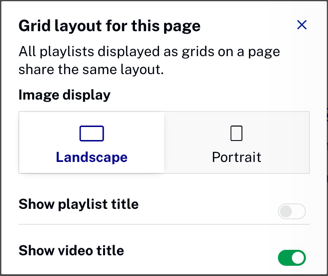 Grid layout for this page
All playlists displayed as grids on a page
share the same layout.
Image display
Landscape
Portrait
Show playlist title
Show video title